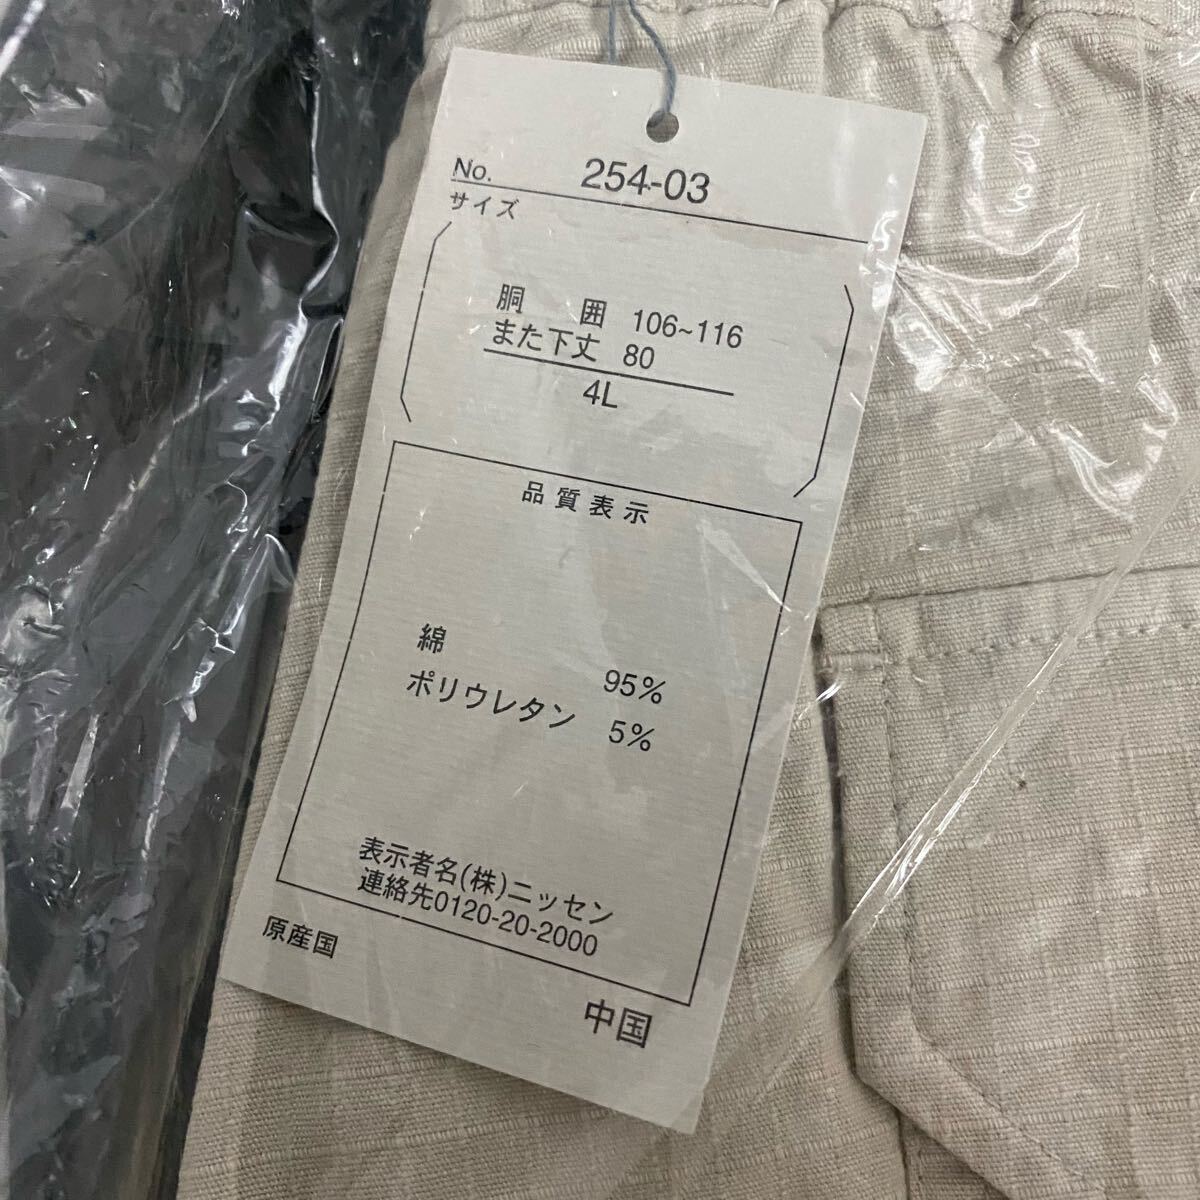 No. 254-03
サイズ
胴 囲 106~116
また下丈 80
4L
品質表示
綿 95%
ポリウレタン 5%
表示者名(株)ニッセン
連絡先0120-20-2000
原産国
中国